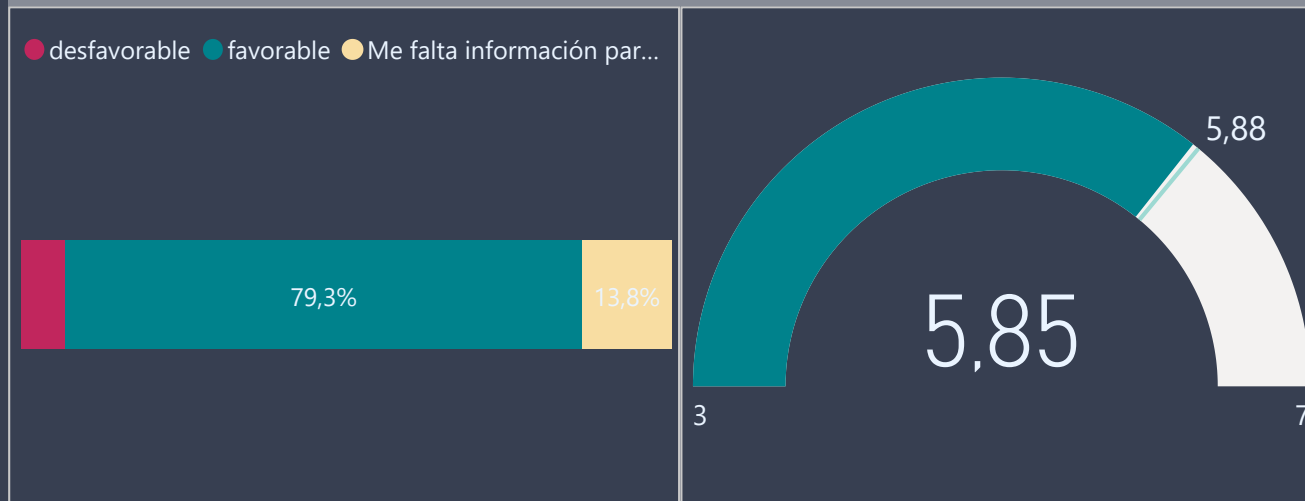 desfavorable favorable Me falta información par...
79,3% 13,8%
5,88
5,85
3 7